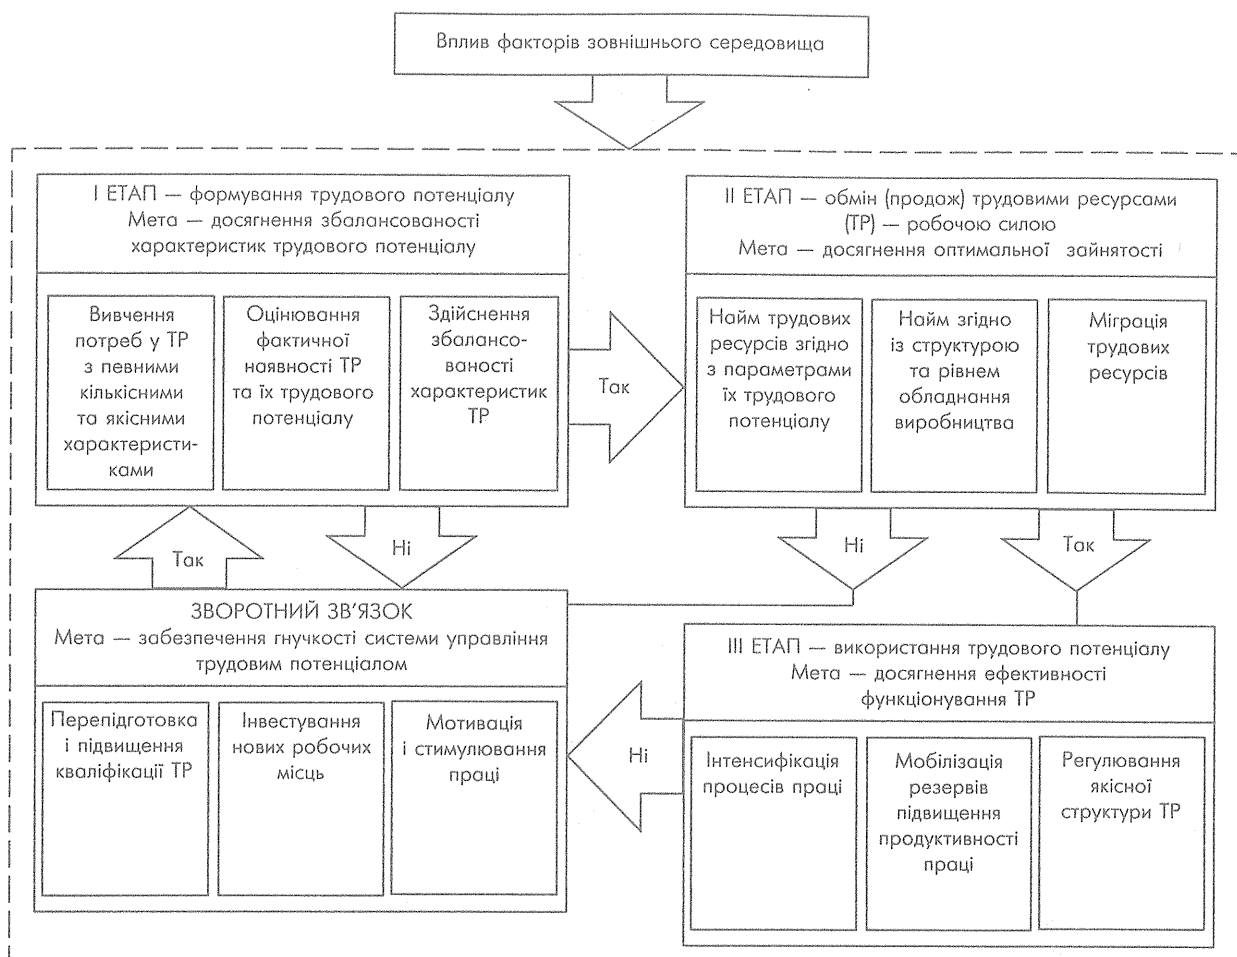 Вплив факторів зовнішнього середовища
І ЕТАП — формування трудового потенціалу
Мета — досягнення збалансованості
характеристик трудового потенціалу
Вивчення
потреб у ТР
з певними
кількісними
та якісними
характеристи-
ками
Оцінювання
фактичної
наявності ТР
та їх трудового
потенціалу
Здійснення
збалансо-
ваності
характеристик
ТР
Так
ІІ ЕТАП — обмін (продаж) трудовими ресурсами
(ТР) — робочою силою
Мета — досягнення оптимальної зайнятості
Найм трудових
ресурсів згідно
з параметрами
їх трудового
потенціалу
Найм згідно
із структурою
та рівнем
обладнання
виробництва
Міграція
трудових
ресурсів
Так
Ні
Ні
Так
ЗВОРОТНИЙ ЗВ'ЯЗОК
Мета — забезпечення гнучкості системи управління
трудовим потенціалом
Перепідготовка
і підвищення
кваліфікації ТР
Інвестування
нових робочих
місць
Мотивація
і стимулювання
праці
Ні
ІІІ ЕТАП — використання трудового потенціалу
Мета — досягнення ефективності
функціонування ТР
Інтенсифікація
процесів праці
Мобілізація
резервів
підвищення
продуктивності
праці
Регулювання
якісної
структури ТР